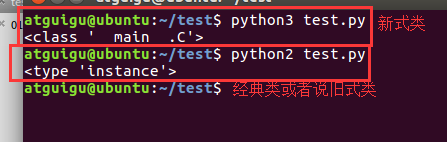 atguigu@ubuntu:~/test$ python3 test.py 新式类
<class '__main__.C'>
atguigu@ubuntu:~/test$ python2 test.py
<type 'instance'>
atguigu@ubuntu:~/test$ 经典类或者说旧式类